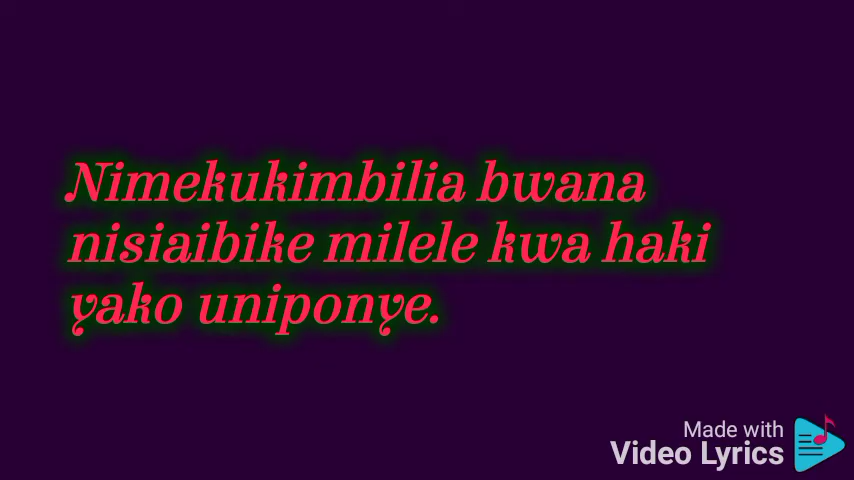 Nimekukimbilia bwana
nisiaibike milele kwa haki
yako uniponye.
Made with
Video Lyrics